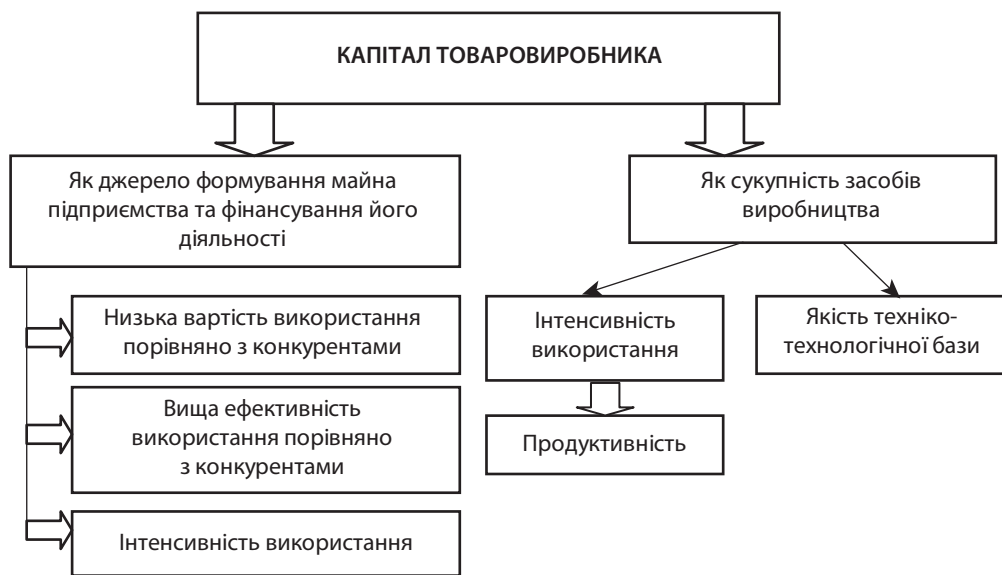 КАПІТАЛ ТОВАРОВИРОБНИКА
Як джерело формування майна
підприємства та фінансування його
діяльності
Як сукупність засобів
виробництва
Низька вартість використання
порівняно з конкурентами
Вища ефективність
використання порівняно
з конкурентами
Інтенсивність використання
Інтенсивність
використання
Продуктивність
Якість техніко-
технологічної бази